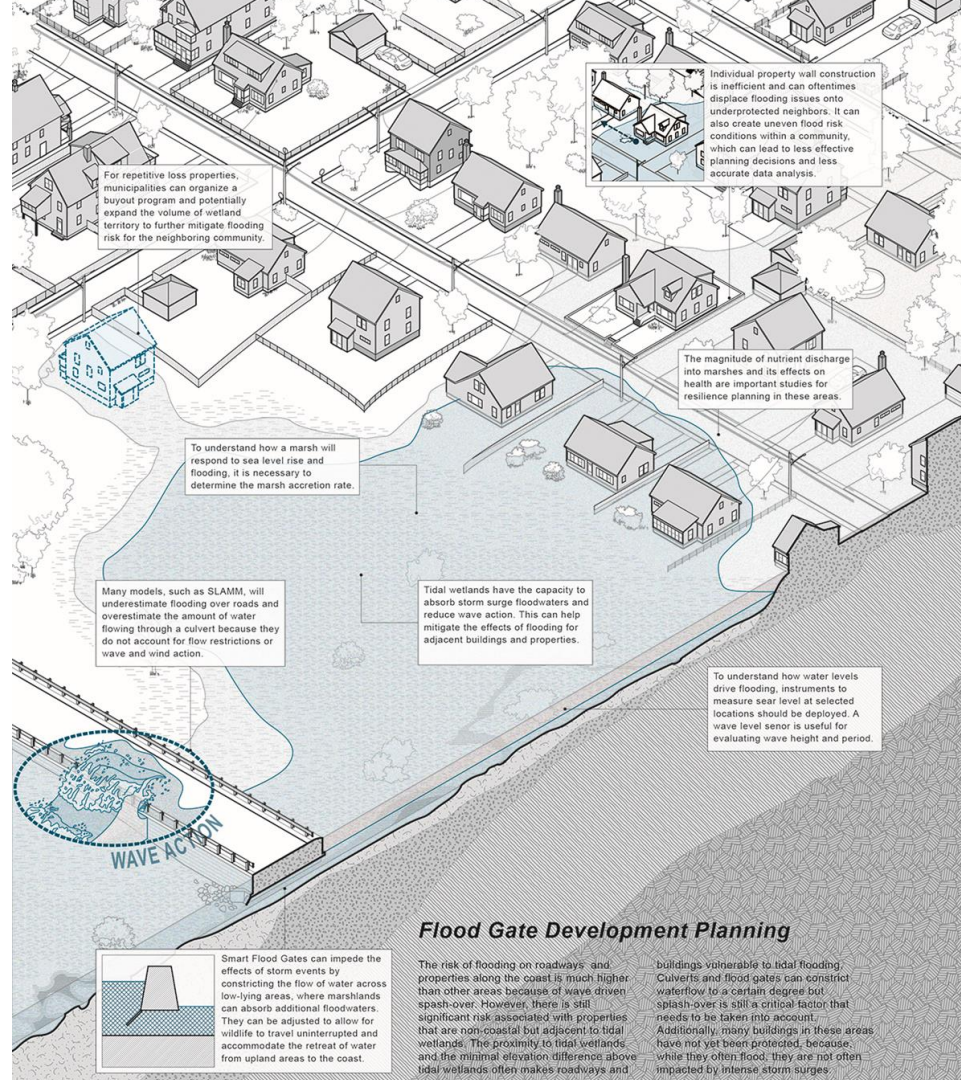 Individual property wall construction
is inefficient and can oftentimes
displace flooding issues onto
underprotected neighbors. It can
also create uneven flood risk
conditions within a community,
which can lead to less effective
planning decisions and less
accurate data analysis.
For repetitive loss properties,
municipalities can organize a
buyout program and potentially
expand the volume of wetland
territory to further mitigate flooding
risk for the neighboring community.
The magnitude of nutrient discharge
into marshes and its effects on
health are important studies for
resilience planning in these areas.
To understand how a marsh will
respond to sea level rise and
flooding, it is necessary to
determine the marsh accretion rate.
Many models, such as SLAMM, will
underestimate flooding over roads and
overestimate the amount of water
flowing through a culvert because they
do not account for flow restrictions or
wave and wind action.
Tidal wetlands have the capacity to
absorb storm surge floodwaters and
reduce wave action. This can help
mitigate the effects of flooding for
adjacent buildings and properties.
To understand how water levels
drive flooding, instruments to
measure sear level at selected
locations should be deployed. A
wave level senor is useful for
evaluating wave height and period.
WAVE ACTION
Smart Flood Gates can impede the
effects of storm events by
constricting the flow of water across
low-lying areas, where marshlands
can absorb additional floodwaters.
They can be adjusted to allow for
wildlife to travel uninterrupted and
accommodate the retreat of water
from upland areas to the coast.
Flood Gate Development Planning
The risk of flooding on roadways and
properties along the coast is much higher
than other areas because of wave driven
spash-over. However, there is still
significant risk associated with properties
that are non-coastal but adjacent to tidal
wetlands. The proximity to tidal wetlands
and the minimal elevation difference above
tidal wetlands often makes roadways and
buildings vulnerable to tidal flooding.
Culverts and flood gates can constrict
waterflow to a certain degree but
splash-over is still a critical factor that
needs to be taken into account.
Additionally, many buildings in these areas
have not yet been protected, because,
while they often flood, they are not often
impacted by intense storm surges.